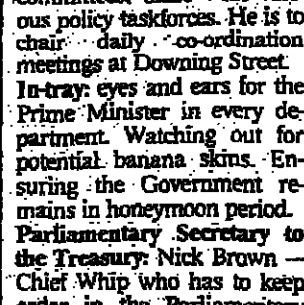 ous policy taskforces. He is to
chair daily co-ordination
meetings at Downing Street.
In-tray: eyes and ears for the
Prime Minister in every de-
partment. Watching out for
potential banana skins. En-
suring the Government re-
mains in honeymoon period.
Parliamentary Secretary to
the Treasury: Nick Brown —
Chief Whip who has to keep